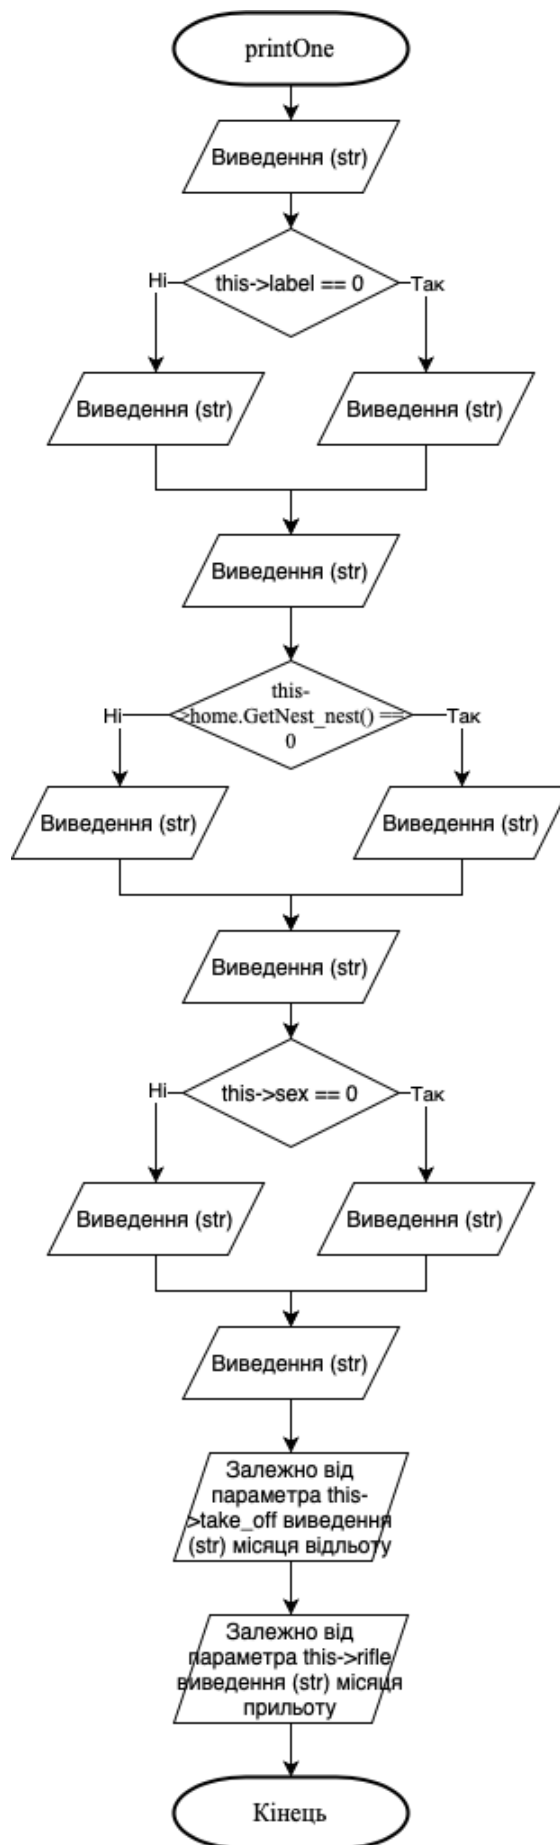 printOne
Виведення (str)
this->label == 0
Ні
Так
Виведення (str)
Виведення (str)
Виведення (str)
this-
>home.GetNest_nest() ==
0
Ні
Так
Виведення (str)
Виведення (str)
Виведення (str)
this->sex == 0
Ні
Так
Виведення (str)
Виведення (str)
Виведення (str)
Залежно від
параметра this-
>take_off виведення
(str) місяця відльоту
Залежно від
параметра this->rifle
виведення (str) місяця
прильоту
Кінець